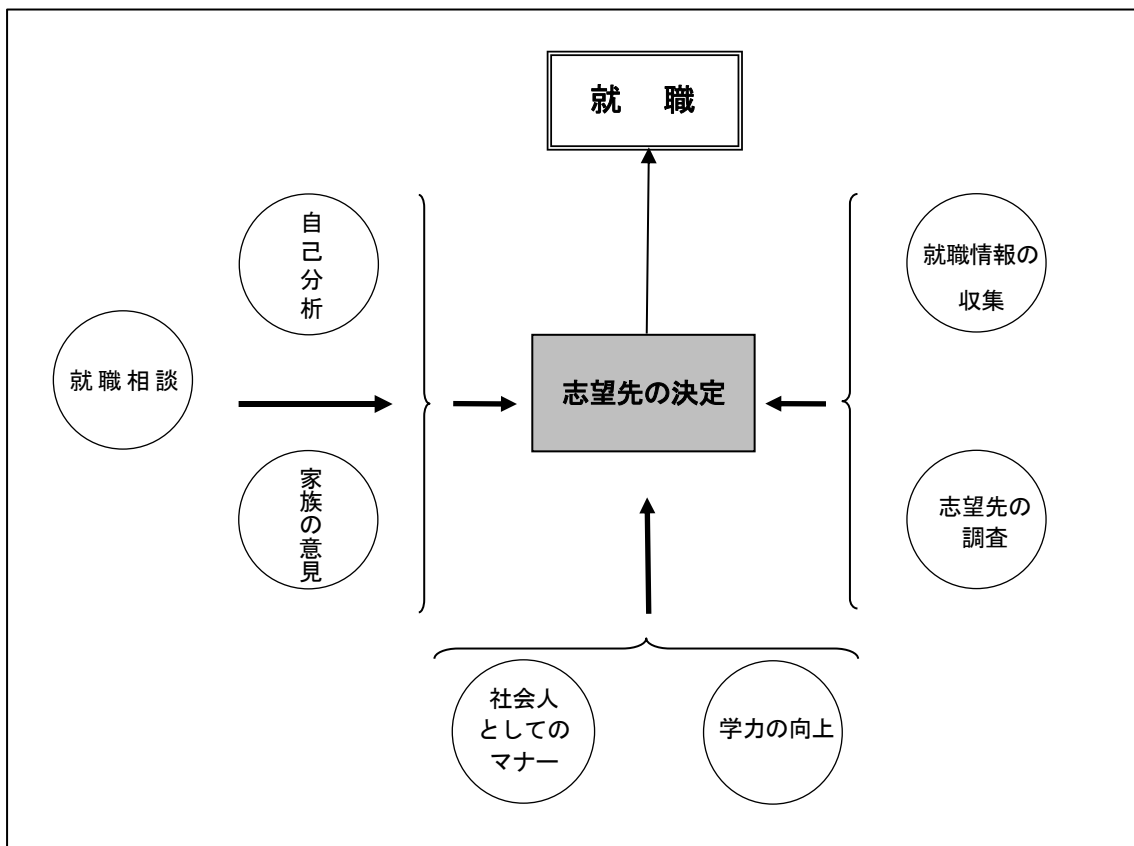 就 職
自己分析
就職情報の
収集
就職相談
志望先の決定
家族の意見
志望先の
調査
社会人
としての
マナー
学力の向上